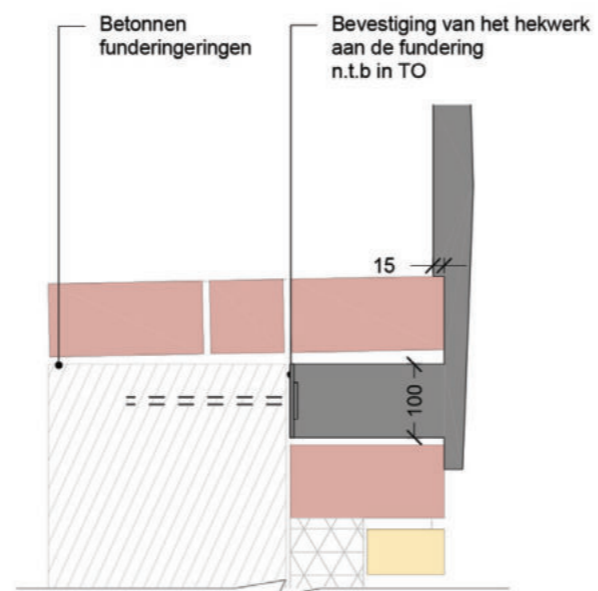 Betonnen
funderingeringen
Bevestiging van het hekwerk
aan de fundering
n.t.b in TO
15
100